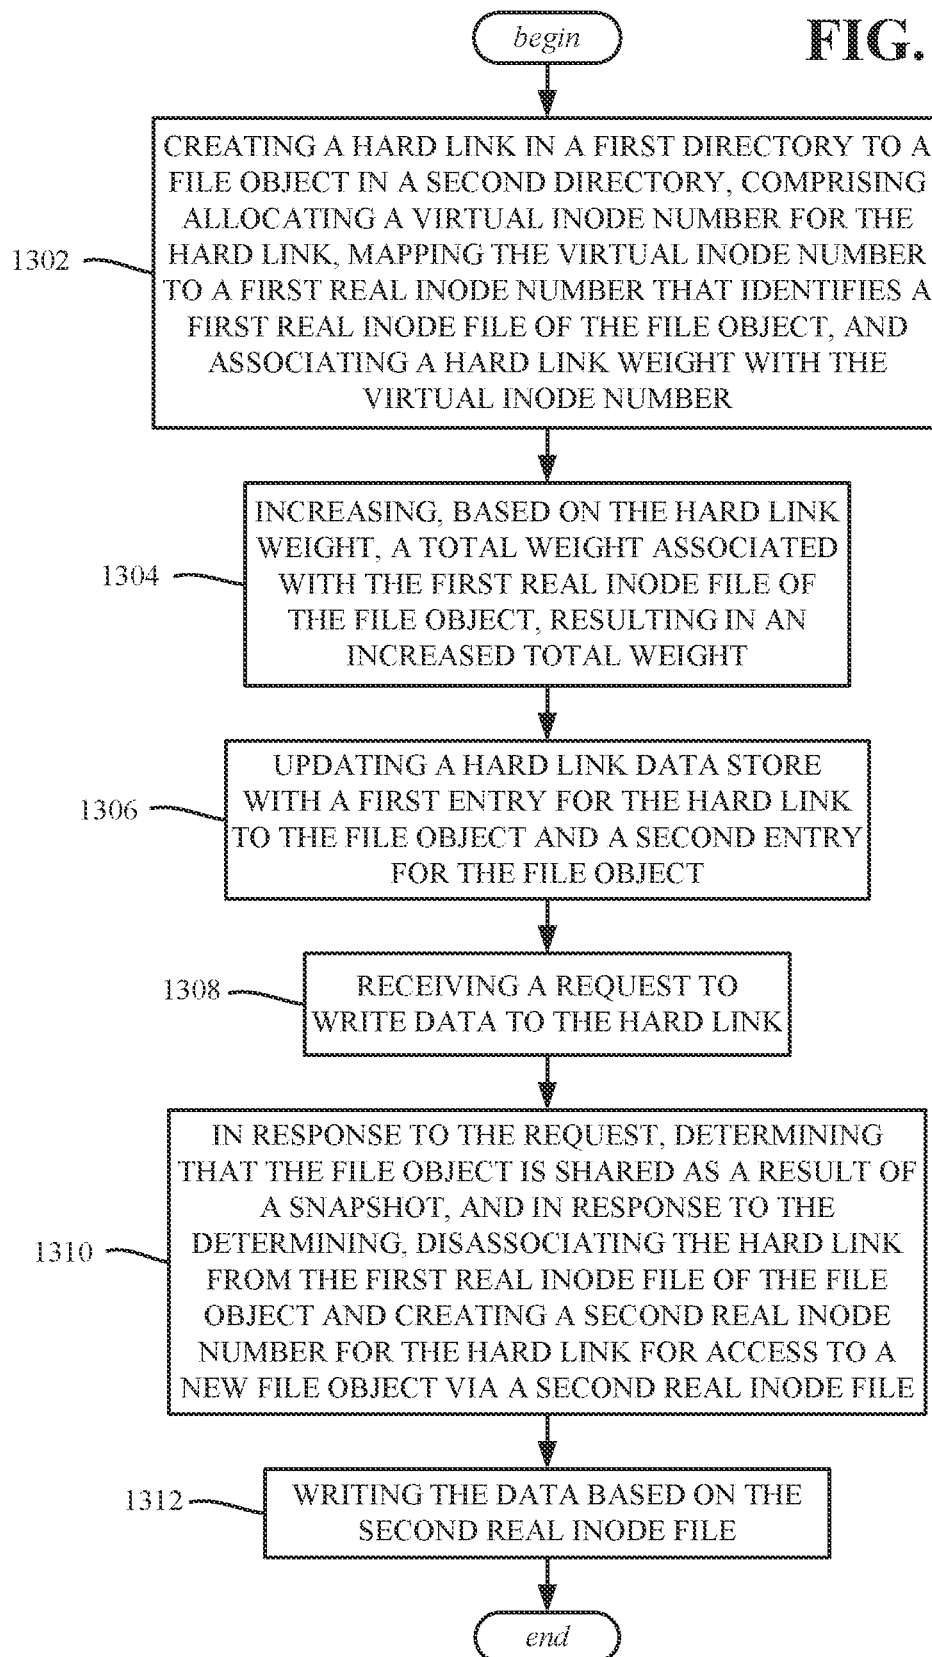 begin
FIG.
CREATING A HARD LINK IN A FIRST DIRECTORY TO A
FILE OBJECT IN A SECOND DIRECTORY, COMPRISING
ALLOCATING A VIRTUAL INODE NUMBER FOR THE
HARD LINK, MAPPING THE VIRTUAL INODE NUMBER
TO A FIRST REAL INODE NUMBER THAT IDENTIFIES A
FIRST REAL INODE FILE OF THE FILE OBJECT, AND
ASSOCIATING A HARD LINK WEIGHT WITH THE
VIRTUAL INODE NUMBER
1302
INCREASING, BASED ON THE HARD LINK
WEIGHT, A TOTAL WEIGHT ASSOCIATED
WITH THE FIRST REAL INODE FILE OF
THE FILE OBJECT, RESULTING IN AN
INCREASED TOTAL WEIGHT
1304
UPDATING A HARD LINK DATA STORE
WITH A FIRST ENTRY FOR THE HARD LINK
TO THE FILE OBJECT AND A SECOND ENTRY
FOR THE FILE OBJECT
1306
RECEIVING A REQUEST TO
WRITE DATA TO THE HARD LINK
1308
IN RESPONSE TO THE REQUEST, DETERMINING
THAT THE FILE OBJECT IS SHARED AS A RESULT OF
A SNAPSHOT, AND IN RESPONSE TO THE
DETERMINING, DISASSOCIATING THE HARD LINK
FROM THE FIRST REAL INODE FILE OF THE FILE
OBJECT AND CREATING A SECOND REAL INODE
NUMBER FOR THE HARD LINK FOR ACCESS TO A
NEW FILE OBJECT VIA A SECOND REAL INODE FILE
1310
WRITING THE DATA BASED ON THE
SECOND REAL INODE FILE
1312
end